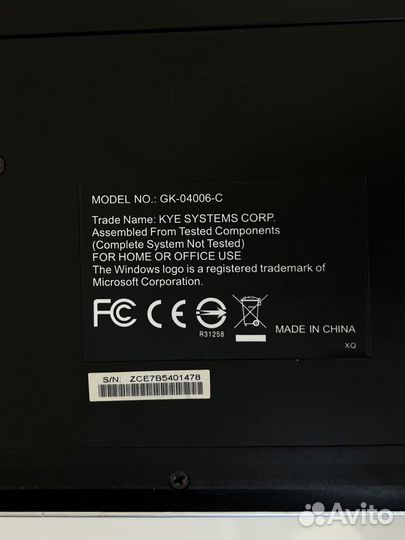 MODEL NO.: GK-04006-C
Trade Name: KYE SYSTEMS CORP.
Assembled From Tested Components
(Complete System Not Tested)
FOR HOME OR OFFICE USE
The Windows logo is a registered trademark of
Microsoft Corporation.
FC CE
R31258
MADE IN CHINA
XQ
S/N: ZCE7B5401478
Avito